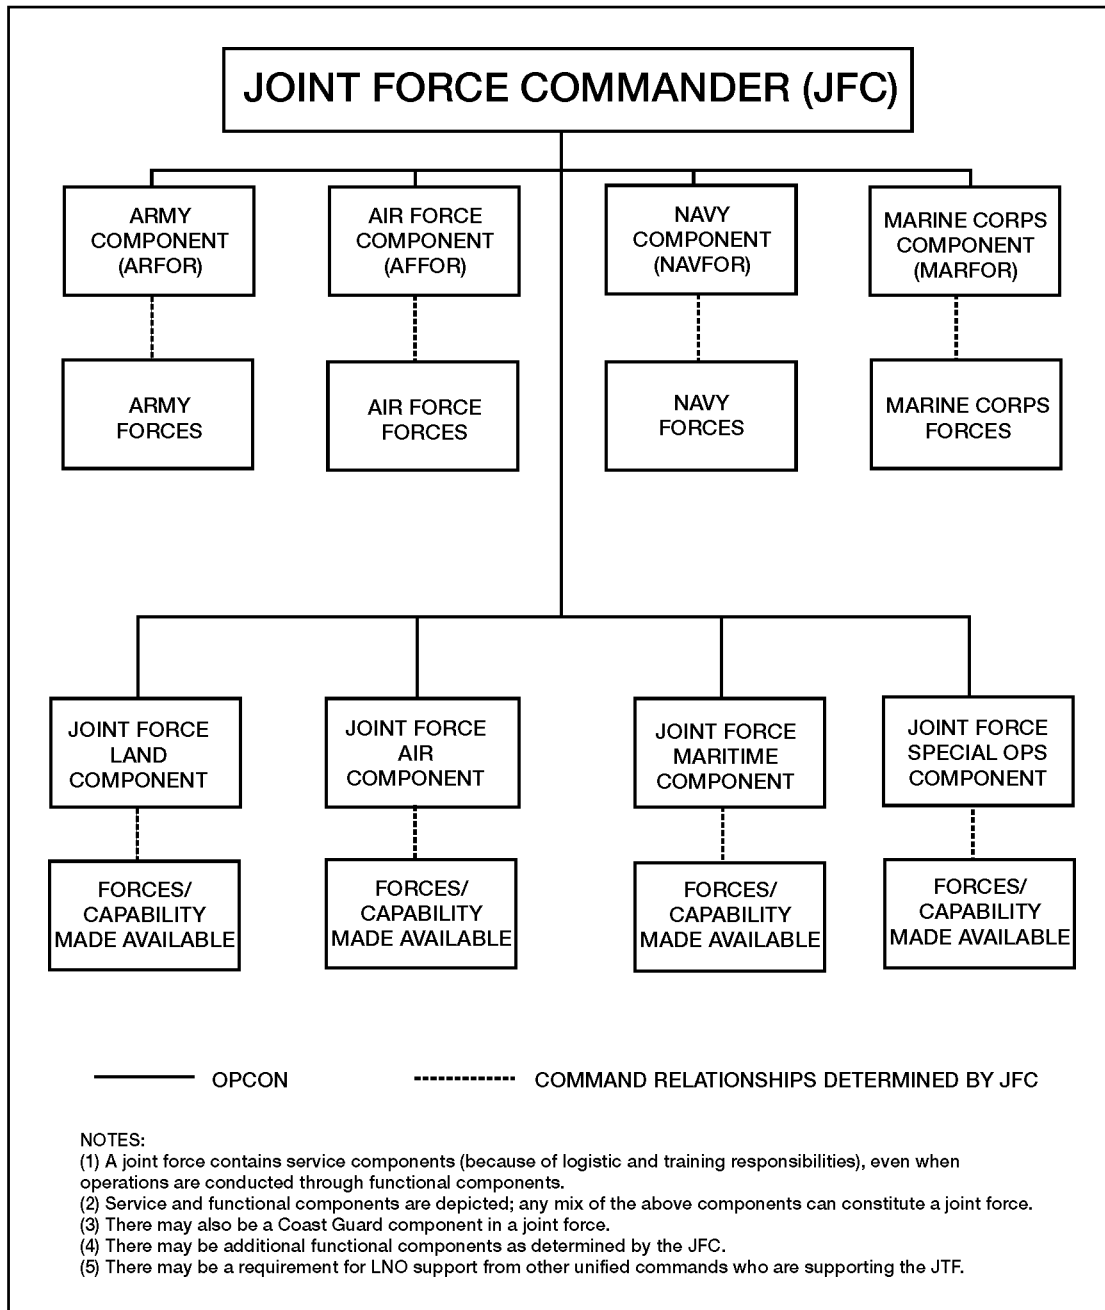 JOINT FORCE COMMANDER (JFC)
ARMY
COMPONENT
(ARFOR)
AIR FORCE
COMPONENT
(AFFOR)
NAVY
COMPONENT
(NAVFOR)
MARINE CORPS
COMPONENT
(MARFOR)
ARMY
FORCES
AIR FORCE
FORCES
NAVY
FORCES
MARINE CORPS
FORCES
JOINT FORCE
LAND
COMPONENT
JOINT FORCE
AIR
COMPONENT
JOINT FORCE
MARITIME
COMPONENT
JOINT FORCE
SPECIAL OPS
COMPONENT
FORCES/
CAPABILITY
MADE AVAILABLE
FORCES/
CAPABILITY
MADE AVAILABLE
FORCES/
CAPABILITY
MADE AVAILABLE
FORCES/
CAPABILITY
MADE AVAILABLE
OPCON
COMMAND RELATIONSHIPS DETERMINED BY JFC
NOTES:
(1) A joint force contains service components (because of logistic and training responsibilities), even when
operations are conducted through functional components.
(2) Service and functional components are depicted; any mix of the above components can constitute a joint force.
(3) There may also be a Coast Guard component in a joint force.
(4) There may be additional functional components as determined by the JFC.
(5) There may be a requirement for LNO support from other unified commands who are supporting the JTF.